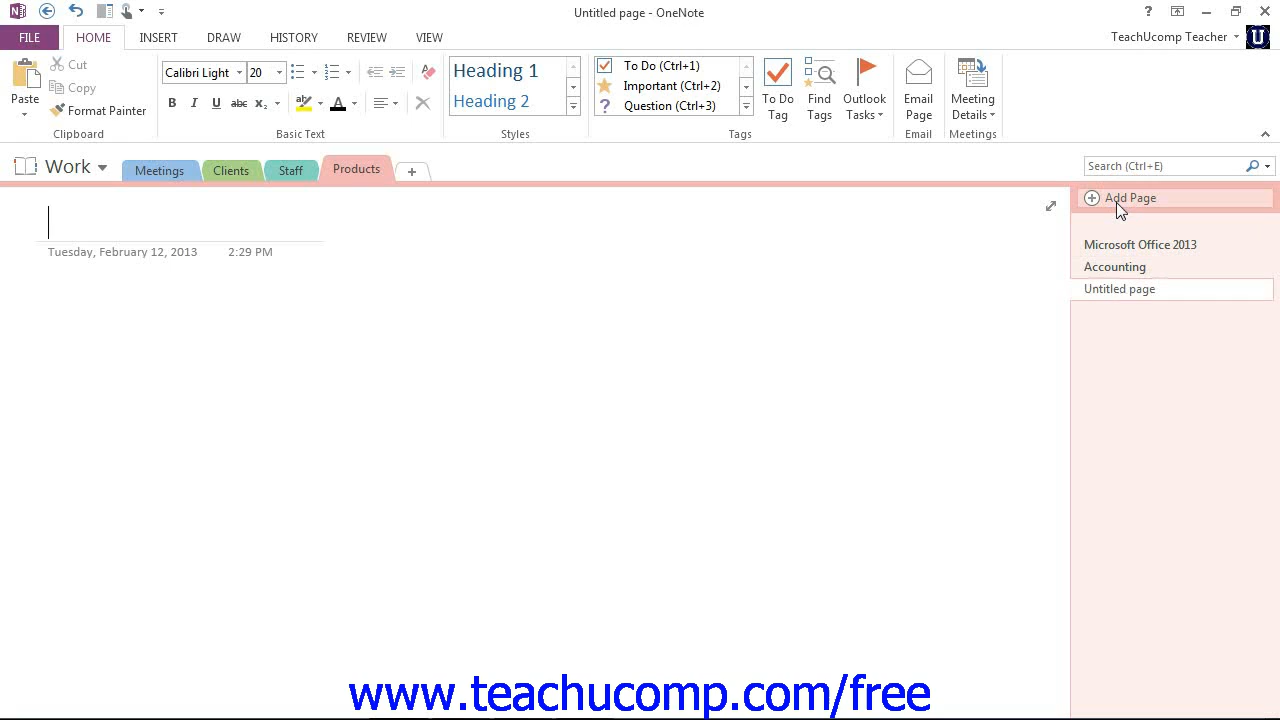 Untitled page - OneNote
?
FILE HOME INSERT DRAW HISTORY REVIEW VIEW
TeachUcomp Teacher U
Paste
Cut
Copy
Format Painter
Clipboard
Calibri Light 20
B I U abc X₂ ab A
Basic Text
Heading 1
Heading 2
Styles
To Do (Ctrl+1)
Important (Ctrl+2)
? Question (Ctrl+3)
To Do Tag
Find Tags
Outlook Tasks
Tags
Email Page
Email
Meeting Details
Meetings
Work Meetings Clients Staff Products +
Search (Ctrl+E)
Add Page
Tuesday, February 12, 2013 2:29 PM
Microsoft Office 2013
Accounting
Untitled page
www.teachucomp.com/free